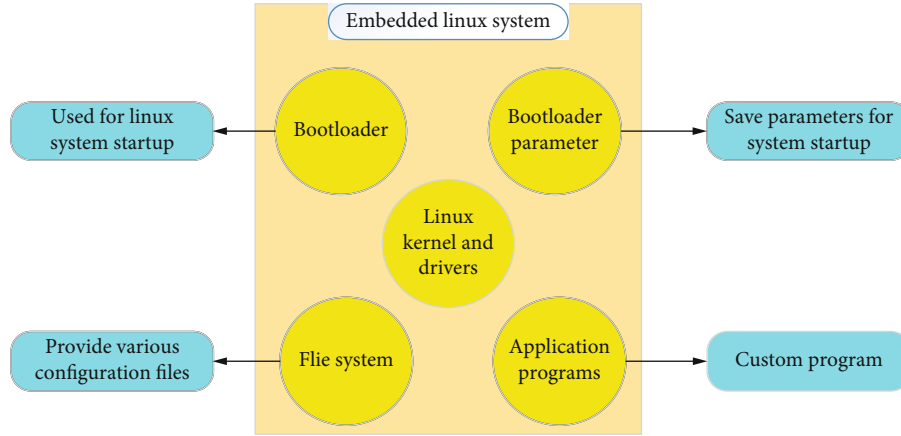 Embedded linux system
Used for linux
system startup
Bootloader
Bootloader
parameter
Save parameters for
system startup
Linux
kernel and
drivers
Provide various
configuration files
Flie system
Application
programs
Custom program